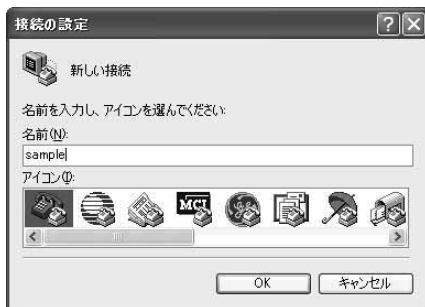 接続の設定
新しい接続
名前を入力し、アイコンを選んでください:
名前(N):
sample
アイコン(I):
MCI
OK
キャンセル